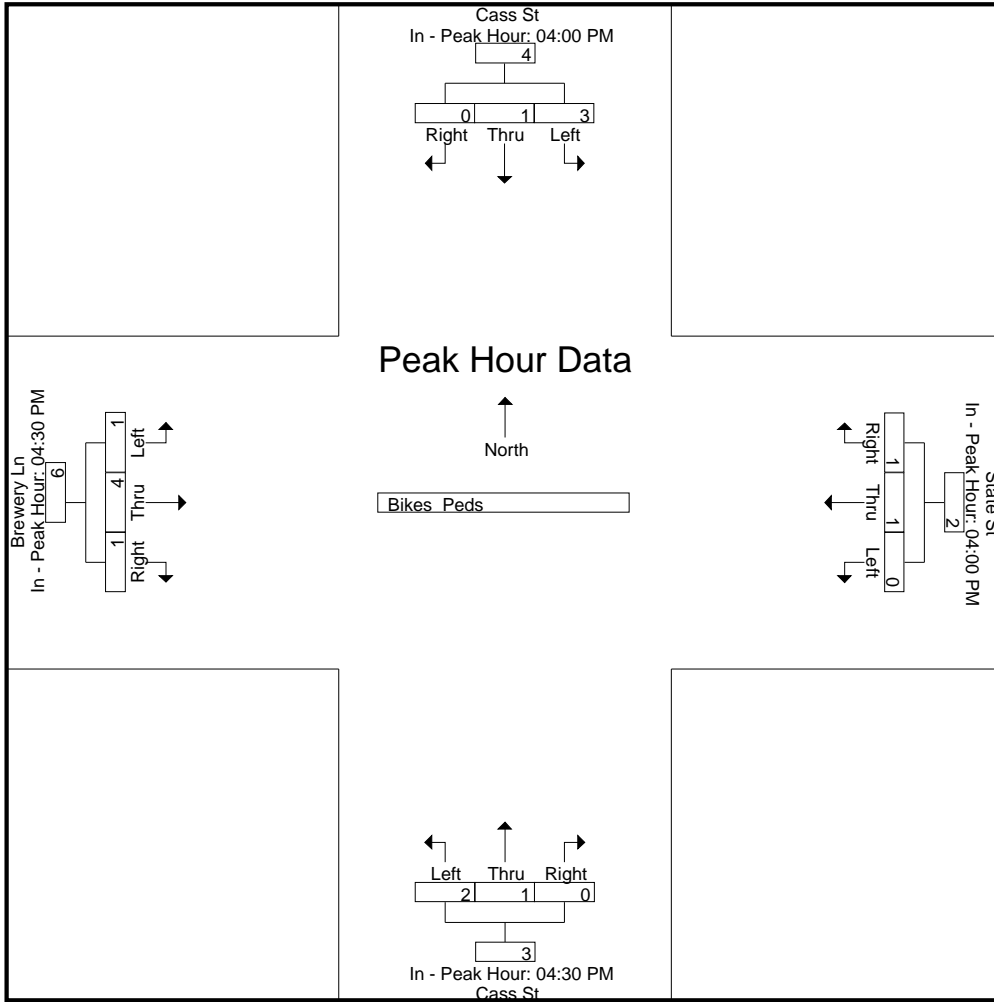 Cass St
In - Peak Hour: 04:00 PM
4
0 1 3
Right Thru Left
Peak Hour Data
North
Bikes Peds
Brewery Ln
In - Peak Hour: 04:30 PM
6
1 4 1
Left Thru Right
State St
In - Peak Hour: 04:00 PM
2
1 1 0
Right Thru Left
Left Thru Right
2 1 0
3
In - Peak Hour: 04:30 PM
Cass St